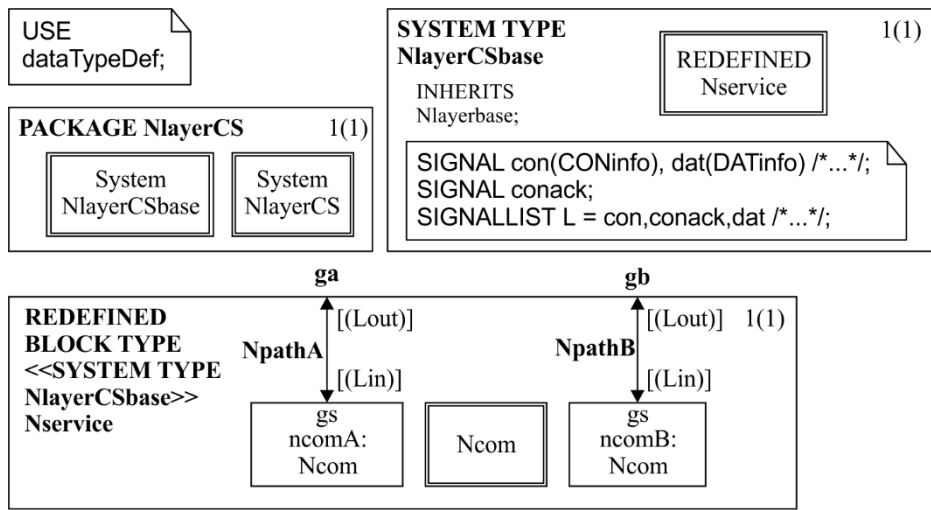 USE
dataTypeDef;
PACKAGE NlayerCS 1(1)
System
NlayerCSbase
System
NlayerCS
SYSTEM TYPE 1(1)
NlayerCSbase
INHERITS
Nlayerbase;
REDEFINED
Nservice
SIGNAL con(CONinfo), dat(DATinfo) /*...*/;
SIGNAL conack;
SIGNALLIST L = con,conack,dat /*...*/;
ga
gb
REDEFINED
BLOCK TYPE
<<SYSTEM TYPE
NlayerCSbase>>
Nservice
1(1)
[(Lout)]
NpathA
[(Lin)]
gs
ncomA:
Ncom
Ncom
[(Lout)]
NpathB
[(Lin)]
gs
ncomB:
Ncom